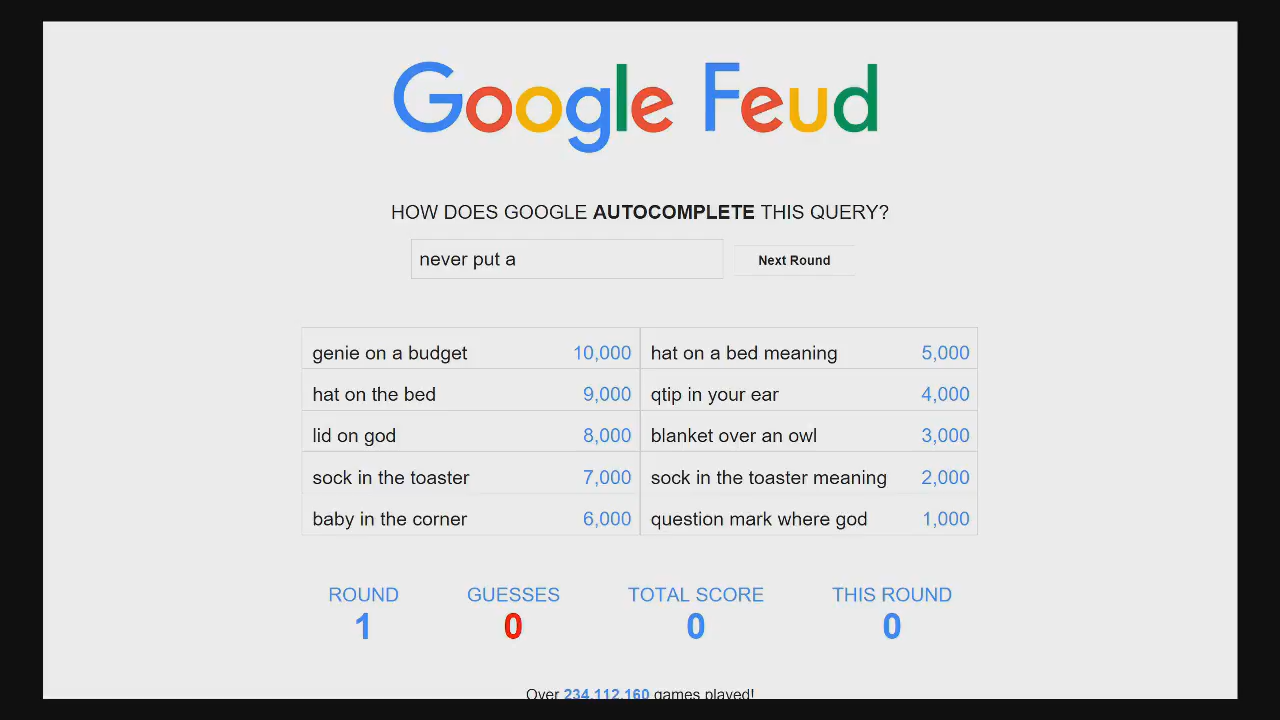 Google Feud
HOW DOES GOOGLE AUTOCOMPLETE THIS QUERY?
never put a
Next Round
genie on a budget 10,000
hat on a bed meaning 5,000
hat on the bed 9,000
qtip in your ear 4,000
lid on god 8,000
blanket over an owl 3,000
sock in the toaster 7,000
sock in the toaster meaning 2,000
baby in the corner 6,000
question mark where god 1,000
ROUND GUESSES TOTAL SCORE THIS ROUND
1 0 0 0
Over 234,112,160 games played!